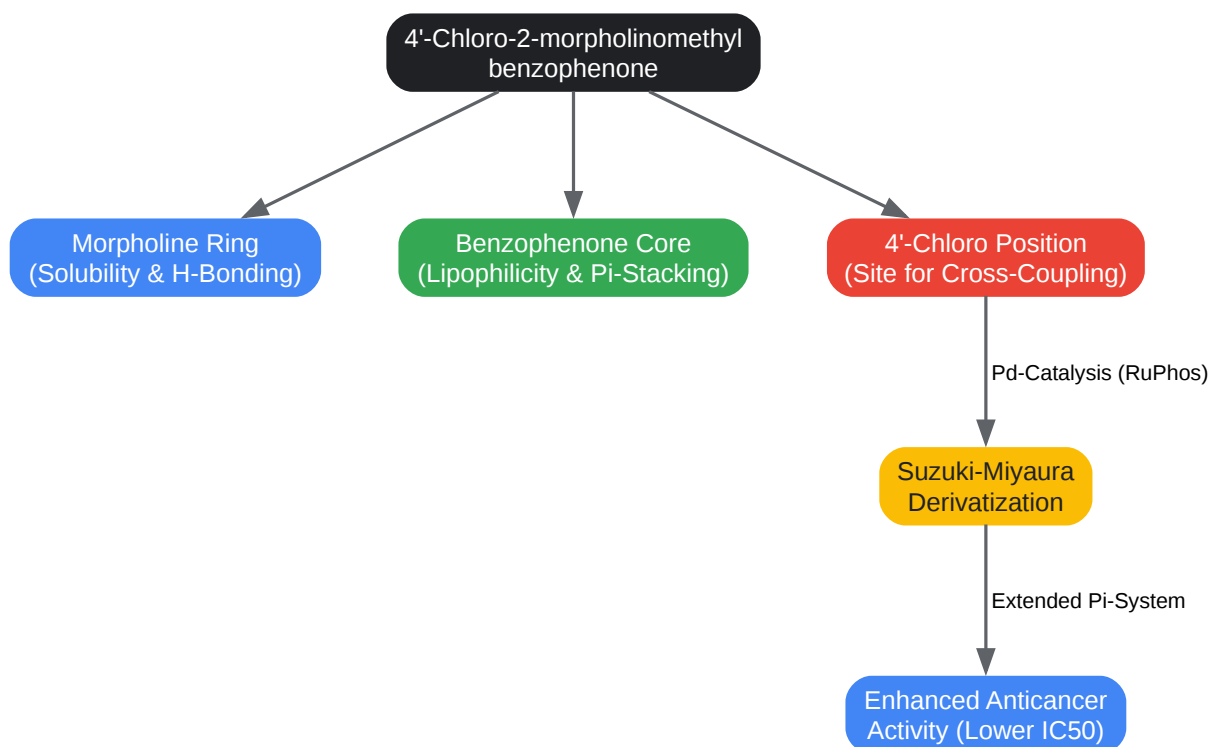 4'-Chloro-2-morpholinomethyl
benzophenone
Morpholine Ring
(Solubility & H-Bonding)
Benzophenone Core
(Lipophilicity & Pi-Stacking)
4'-Chloro Position
(Site for Cross-Coupling)
Pd-Catalysis (RuPhos)
Suzuki-Miyaura
Derivatization
Extended Pi-System
Enhanced Anticancer
Activity (Lower IC50)